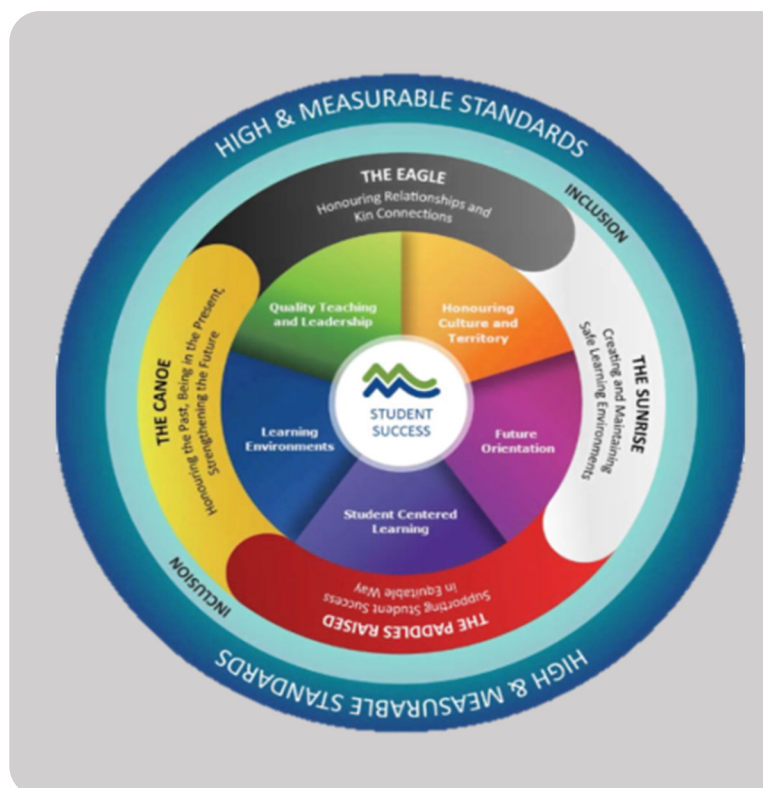 HIGH & MEASURABLE STANDARDS
INCLUSION
THE EAGLE
Honouring Relationships and
Kin Connections
THE SUNRISE
Creating and Maintaining
Safe Learning Environments
THE PADDLES RAISED
Supporting Student Success
in Equitable Way
THE CANOE
Honouring the Past, Being in the Present,
Strengthening the Future
Quality Teaching
and Leadership
Honouring
Culture and
Territory
Future
Orientation
Student Centered
Learning
Learning
Environments
STUDENT
SUCCESS
INCLUSION
HIGH & MEASURABLE STANDARDS